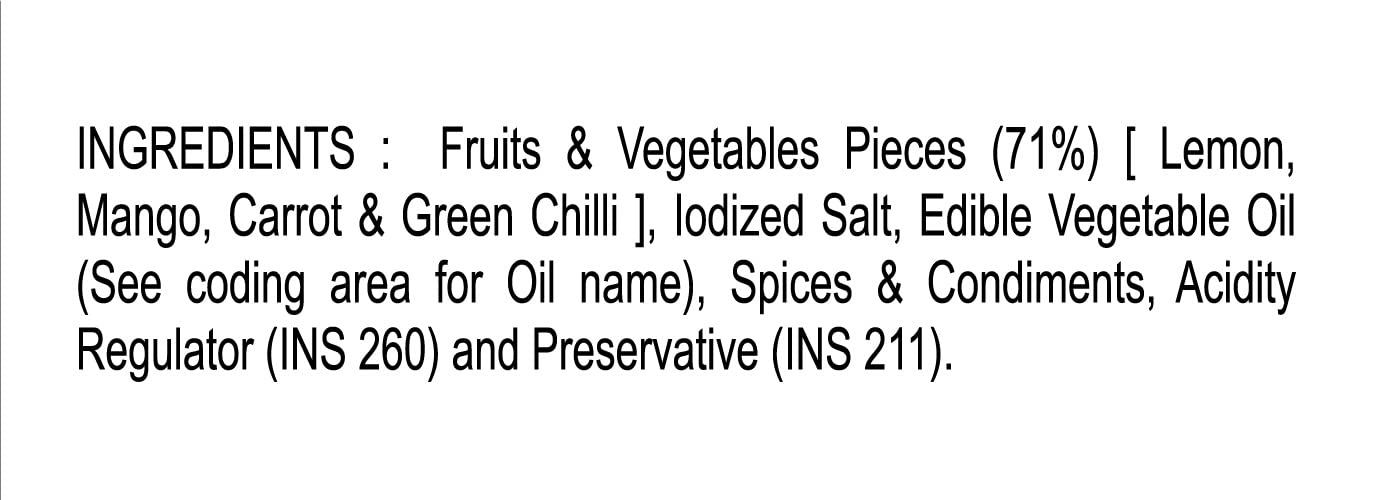 INGREDIENTS : Fruits & Vegetables Pieces (71%) [ Lemon,
Mango, Carrot & Green Chilli ], Iodized Salt, Edible Vegetable Oil
(See coding area for Oil name), Spices & Condiments, Acidity
Regulator (INS 260) and Preservative (INS 211).